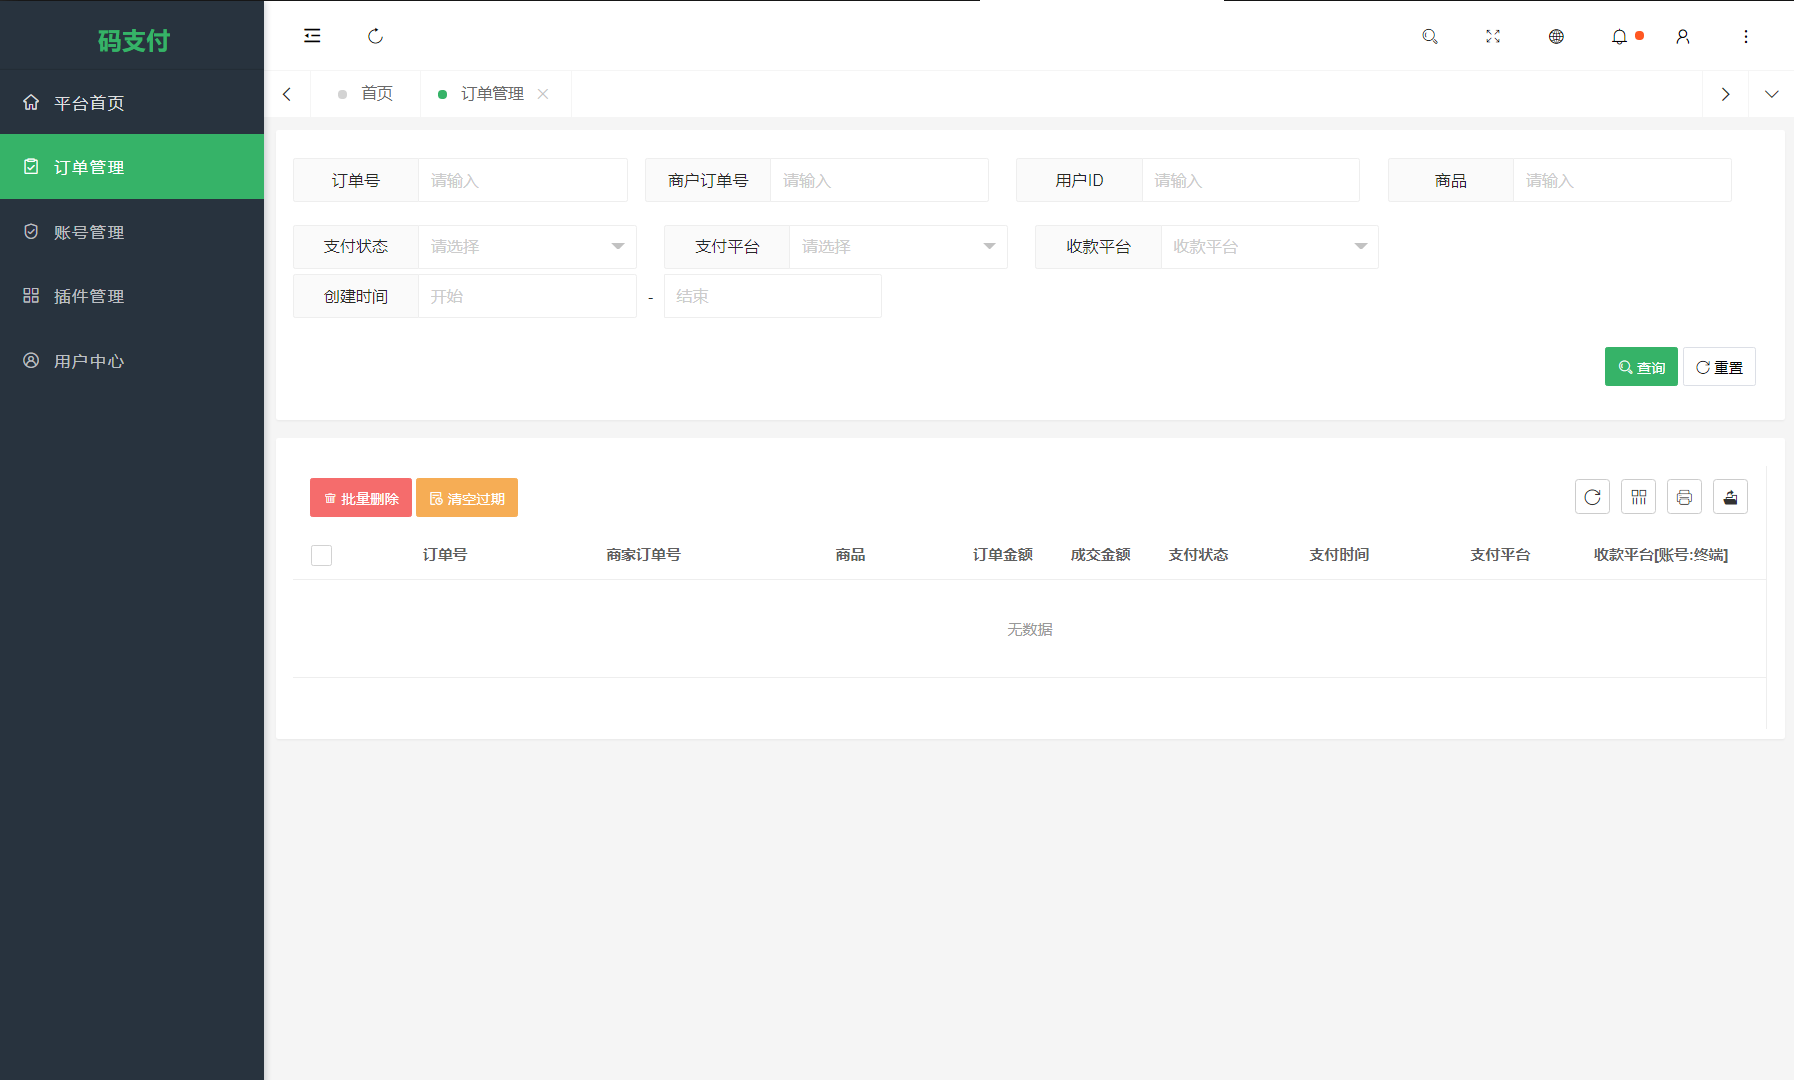 码支付
平台首页
订单管理
账号管理
插件管理
用户中心
首页 订单管理
订单号 请输入 商户订单号 请输入 用户ID 请输入 商品 请输入
支付状态 请选择 支付平台 请选择 收款平台 收款平台
创建时间 开始 - 结束
查询 重置
批量删除 清空过期
订单号 商家订单号 商品 订单金额 成交金额 支付状态 支付时间 支付平台 收款平台[账号:终端]
无数据